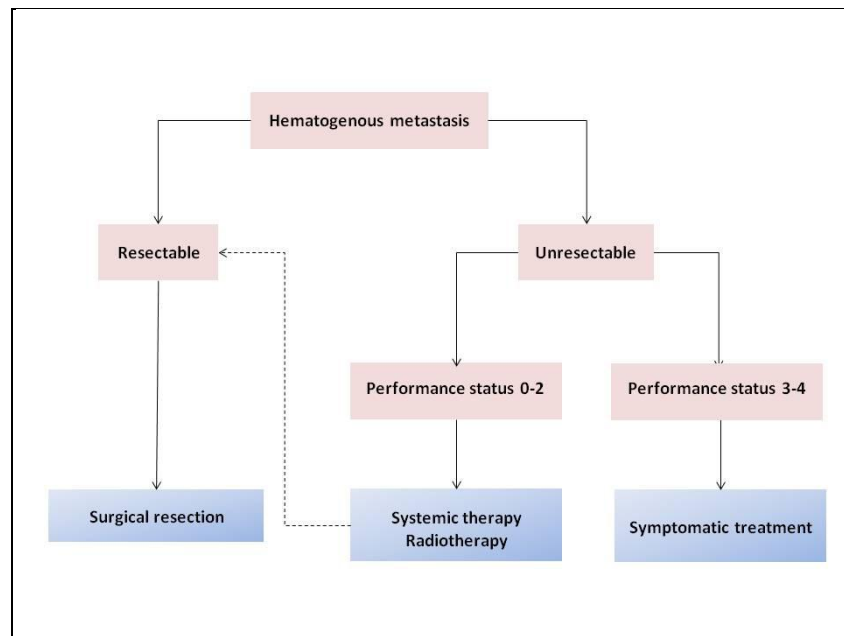 Hematogenous metastasis
Resectable
Unresectable
Performance status 0-2
Performance status 3-4
Surgical resection
Systemic therapy
Radiotherapy
Symptomatic treatment